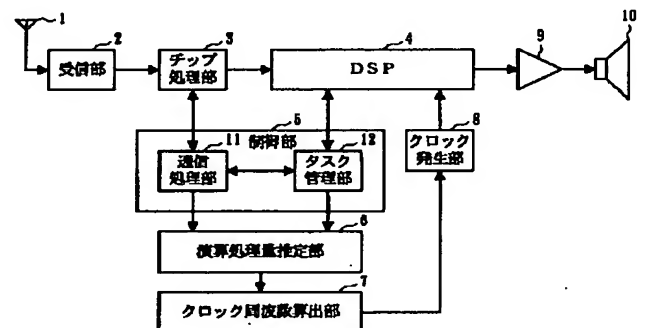 1
2
受信部
3
チップ
処理部
4
DSP
9
10
5
制御部
11
通信
処理部
12
タスク
管理部
8
クロック
発生部
6
演算処理量推定部
7
クロック周波数算出部